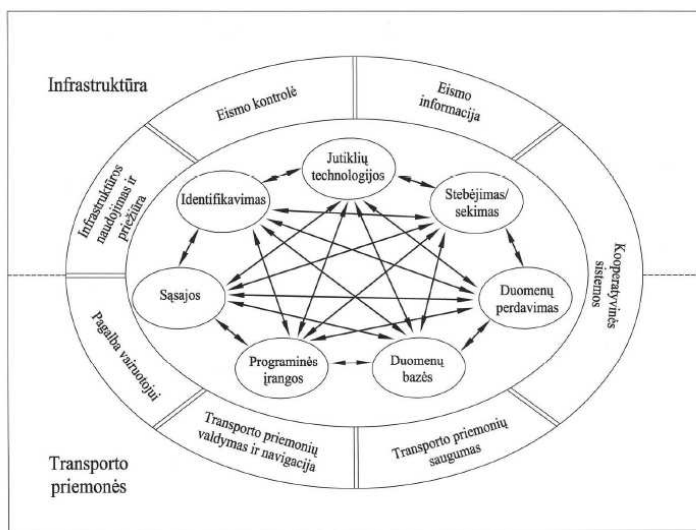 Infrastruktūra
Eismo kontrolė
Eismo
informacija
Infrastruktūros
naudojimas ir
priežiūra
Kooperatyvinės
sistemos
Jutiklių
technologijos
Identifikavimas
Stebėjimas/
sekimas
Sąsajos
Duomenų
perdavimas
Programinės
įrangos
Duomenų
bazės
Pagalba vairuotojui
Transporto priemonių
valdymas ir navigacija
Transporto priemonių
saugumas
Transporto
priemonės